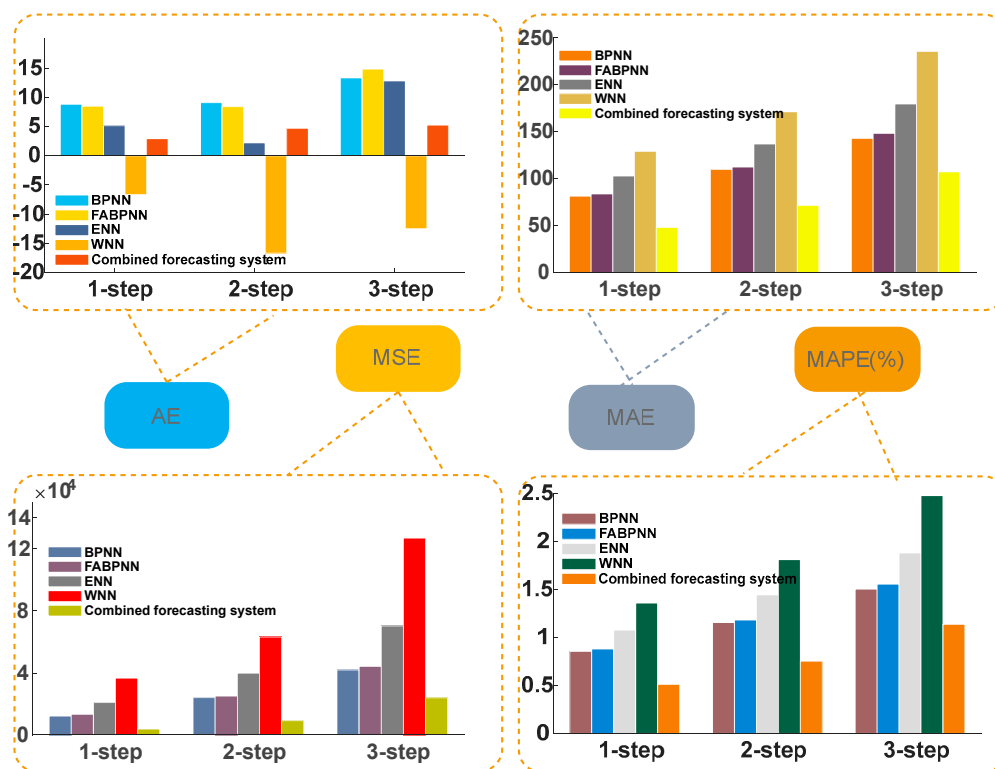 15
10
5
0
-5
-10
-15
-20
BPNN
FABPNN
ENN
WNN
Combined forecasting system
1-step
2-step
3-step
250
200
150
100
50
0
BPNN
FABPNN
ENN
WNN
Combined forecasting system
1-step
2-step
3-step
MSE
AE
MAPE(%)
MAE
×10⁴
14
12
8
4
0
BPNN
FABPNN
ENN
WNN
Combined forecasting system
1-step
2-step
3-step
2.5
2
1.5
1
0.5
0
BPNN
FABPNN
ENN
WNN
Combined forecasting system
1-step
2-step
3-step